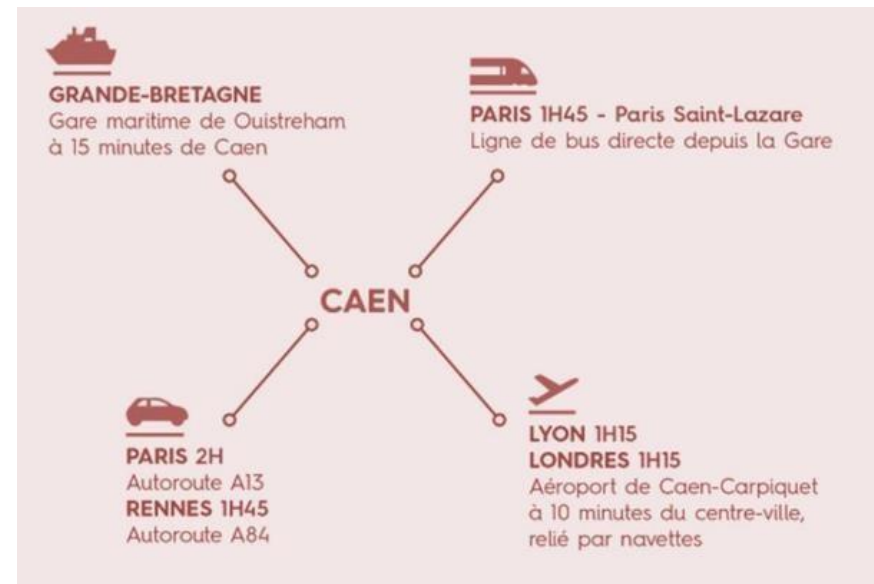 GRANDE-BRETAGNE
Gare maritime de Ouistreham
à 15 minutes de Caen
PARIS 1H45 - Paris Saint-Lazare
Ligne de bus directe depuis la Gare
CAEN
PARIS 2H
Autoroute A13
RENNES 1H45
Autoroute A84
LYON 1H15
LONDRES 1H15
Aéroport de Caen-Carpiquet
à 10 minutes du centre-ville,
relié par navettes